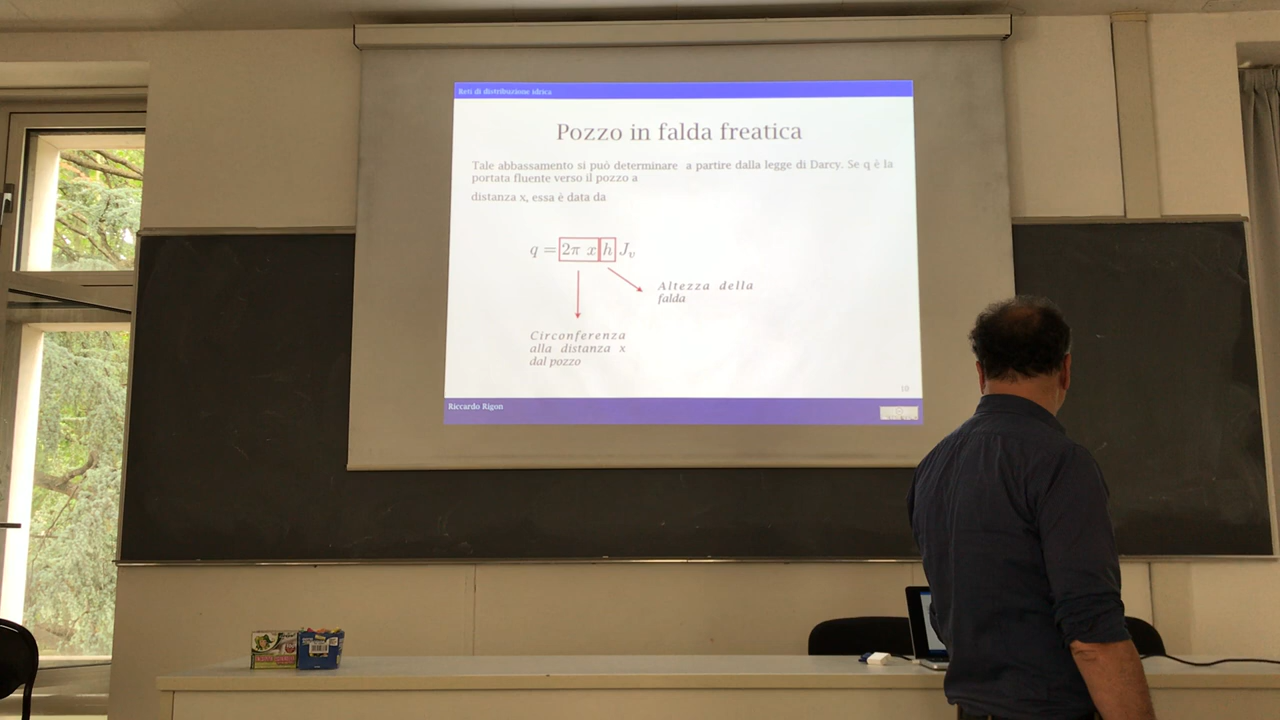 Reti di distribuzione idrica
Pozzo in falda freatica
Tale abbassamento si può determinare a partire dalla legge di Darcy. Se q è la
portata fluente verso il pozzo a
distanza x, essa è data da
q = 2π x h J_v
Altezza della
falda
Circonferenza
alla distanza x
dal pozzo
10
Riccardo Rigon